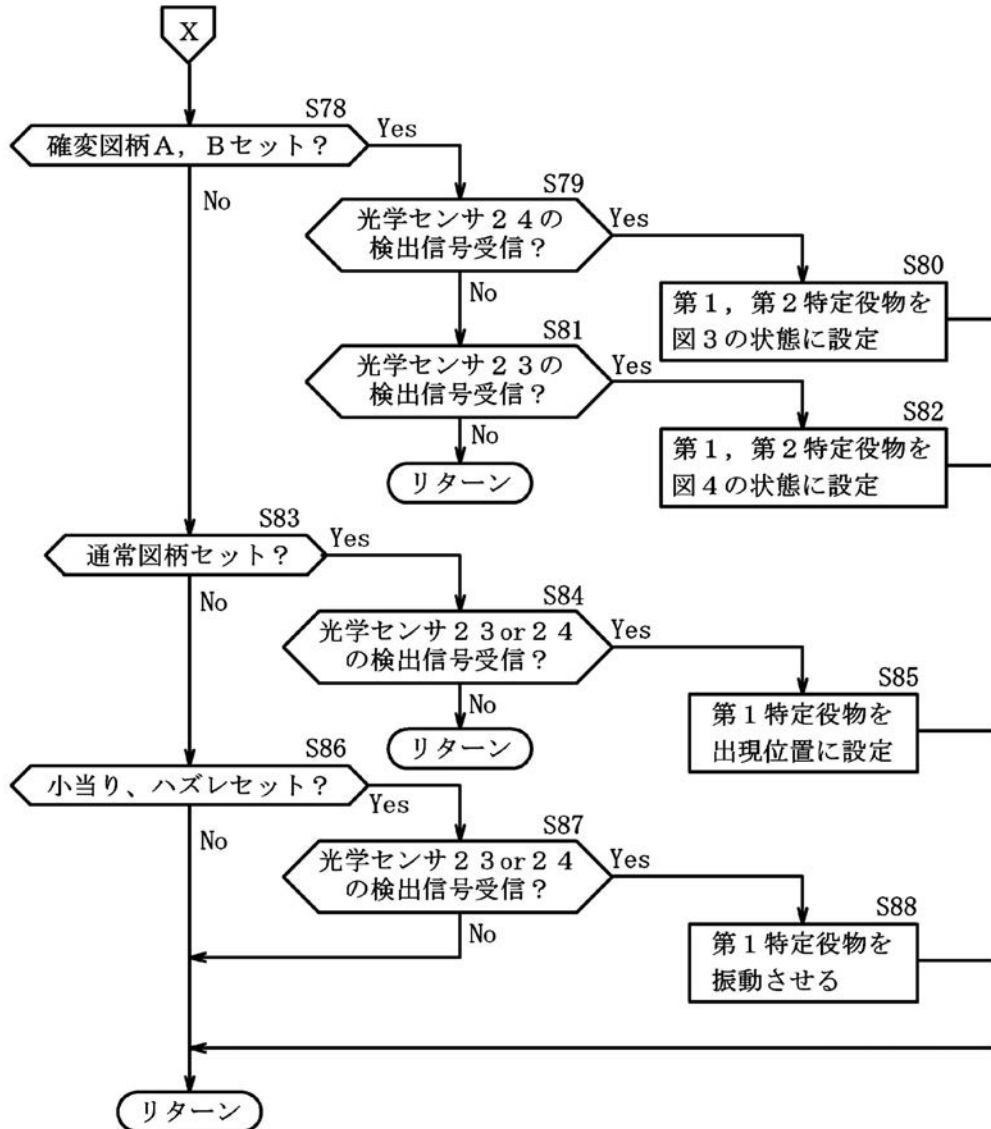 X
S78
確変図柄A，Bセット？
Yes
No
S79
光学センサ２４の
検出信号受信？
Yes
No
S80
第１，第２特定役物を
図３の状態に設定
S81
光学センサ２３の
検出信号受信？
Yes
No
リターン
S82
第１，第２特定役物を
図４の状態に設定
S83
通常図柄セット？
Yes
No
S84
光学センサ２３or２４
の検出信号受信？
Yes
No
リターン
S85
第１特定役物を
出現位置に設定
S86
小当り、ハズレセット？
Yes
No
S87
光学センサ２３or２４
の検出信号受信？
Yes
No
S88
第１特定役物を
振動させる
リターン